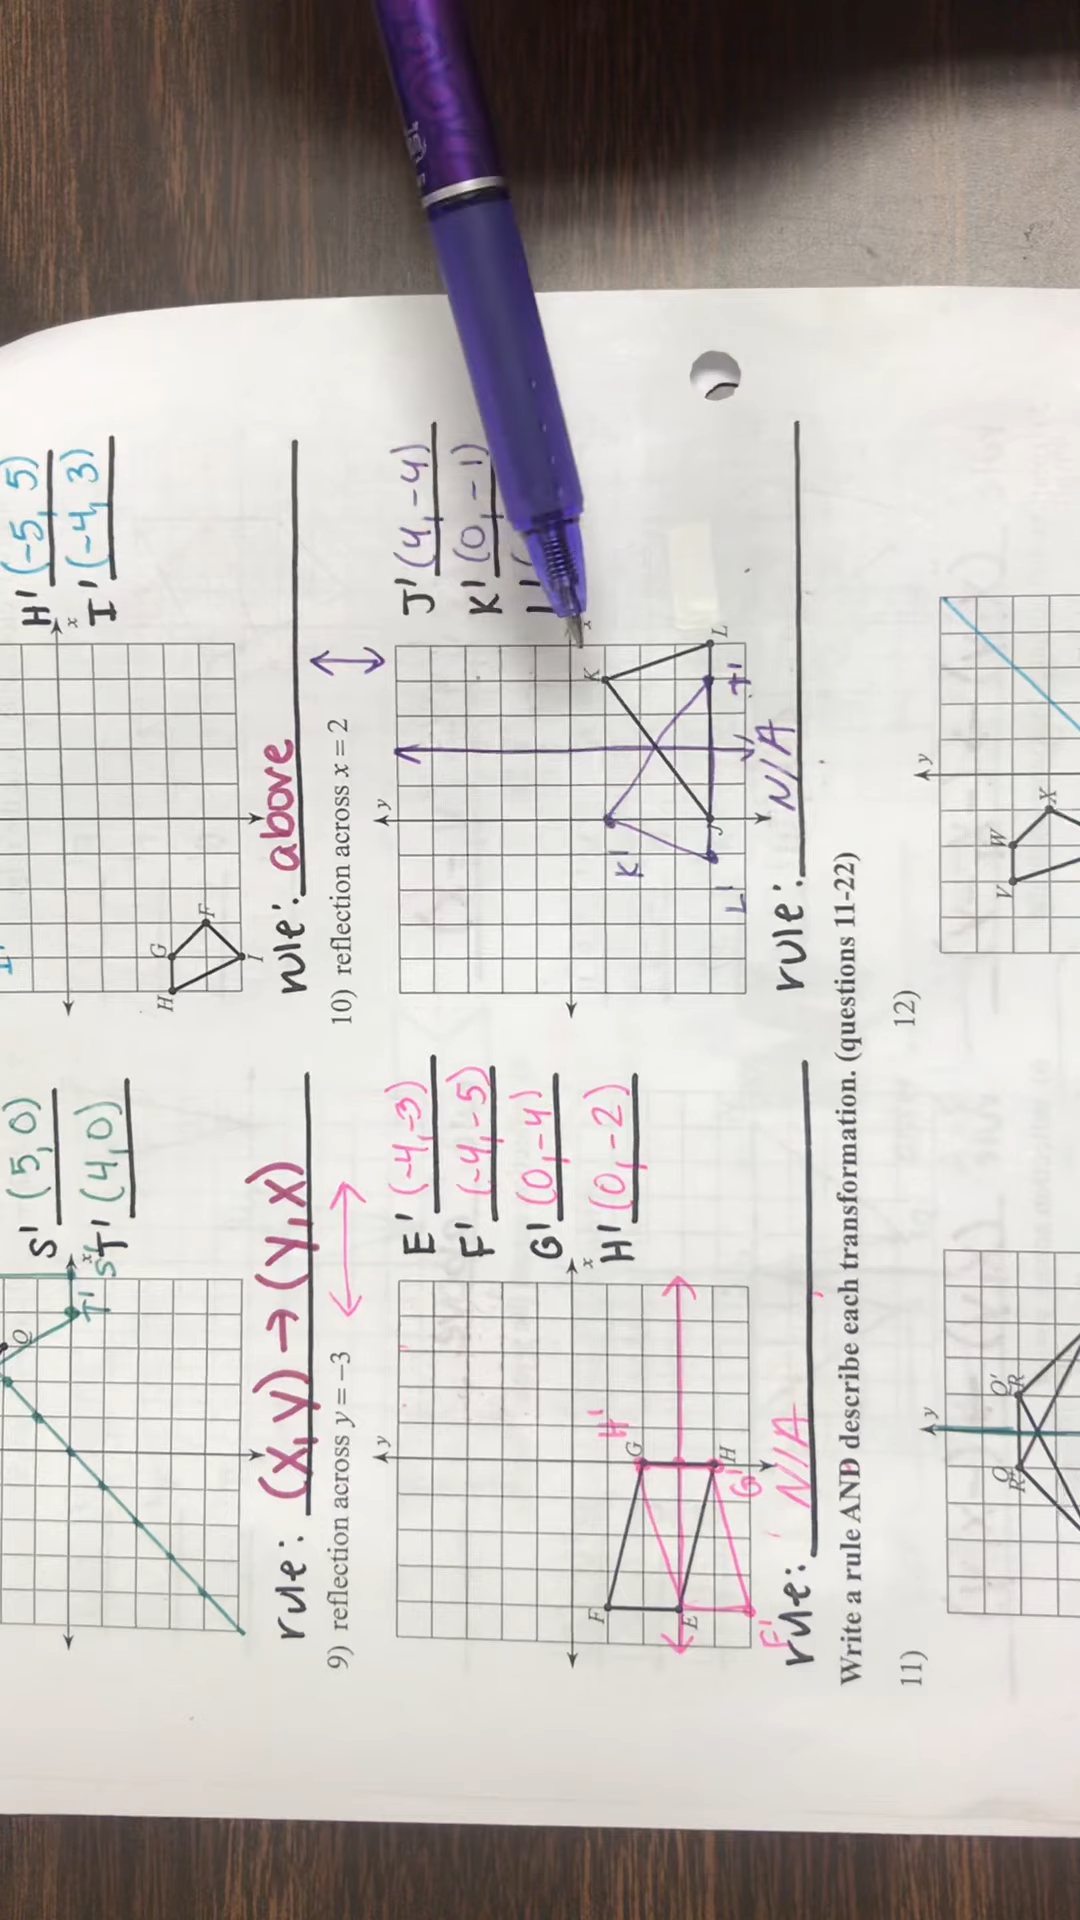 H'(-5, 5)
I'(-4, 3)
x
G
H
F
I
rule: above
S'(5, 0)
T'(4, 0)
x
S'
T'
Q
rule: (x, y) → (y, x)
9) reflection across y = −3
y
E'(-4,-3)
F'(-4,-5)
G'(0,-4)
H'(0,-2)
x
F
E
G
H
H'
G'
F'
rule: N/A
10) reflection across x = 2
y
J'(4,-4)
K'(0,-1)
L'(
x
K
L
J
K'
L'
J'
rule: N/A
Write a rule AND describe each transformation. (questions 11-22)
11)
y
Q'
R
Q
R'
12)
y
W
V
X